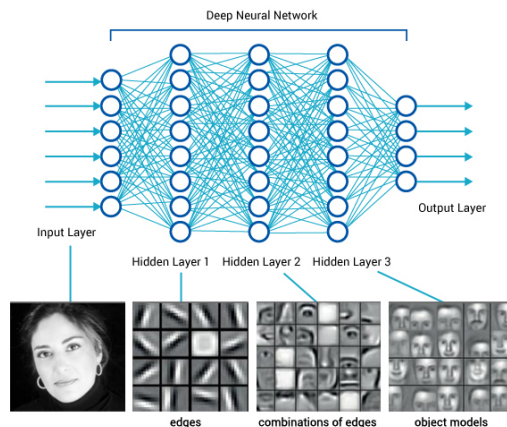 Deep Neural Network
Input Layer
Output Layer
Hidden Layer 1
Hidden Layer 2
Hidden Layer 3
edges
combinations of edges
object models